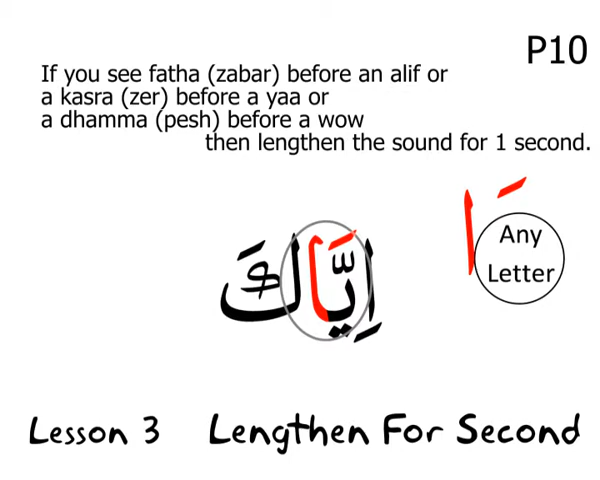 P10
If you see fatha (zabar) before an alif or
a kasra (zer) before a yaa or
a dhamma (pesh) before a wow
then lengthen the sound for 1 second.
اِيَّاكَ
َا
Any
Letter
Lesson 3 Lengthen For Second